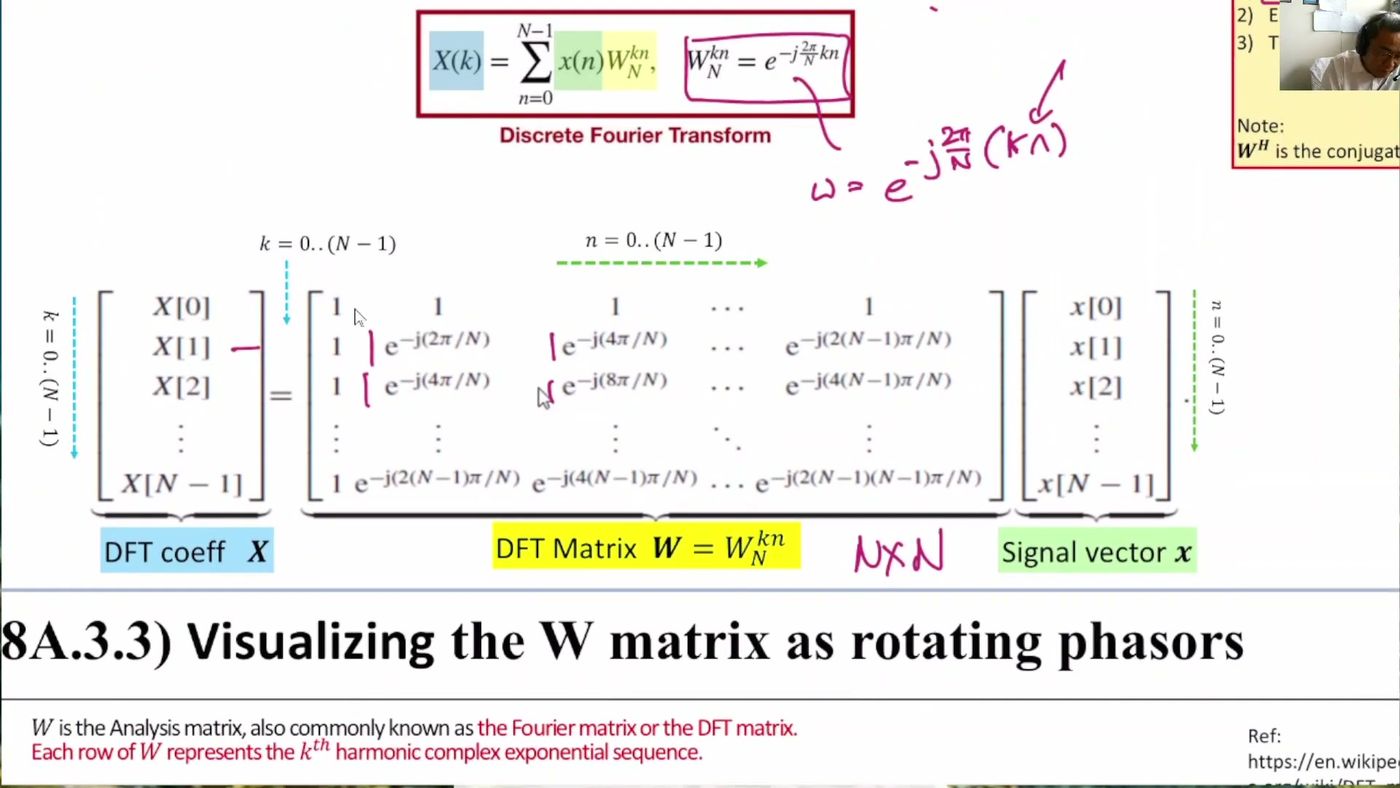 X(k) = \sum_{n=0}^{N-1} x(n)W_N^{kn}, W_N^{kn} = e^{-j\frac{2π}{N}kn}
Discrete Fourier Transform
ω = e^{-j\frac{2π}{N}(kn)}
2) E
3) T
Note:
W^H is the conjugat
k = 0..(N − 1)
n = 0..(N − 1)
k = 0..(N − 1)
X[0]
X[1]
X[2]
⋮
X[N − 1]
=
1 1 1 ⋯ 1
1 e^{−j(2π/N)} e^{−j(4π/N)} ⋯ e^{−j(2(N−1)π/N)}
1 e^{−j(4π/N)} e^{−j(8π/N)} ⋯ e^{−j(4(N−1)π/N)}
⋮ ⋮ ⋮ ⋱ ⋮
1 e^{−j(2(N−1)π/N)} e^{−j(4(N−1)π/N)} ⋯ e^{−j(2(N−1)(N−1)π/N)}
x[0]
x[1]
x[2]
⋮
x[N − 1]
.
n = 0..(N − 1)
DFT coeff X
DFT Matrix W = W_N^{kn}
N×N
Signal vector x
8A.3.3) Visualizing the W matrix as rotating phasors
W is the Analysis matrix, also commonly known as the Fourier matrix or the DFT matrix.
Each row of W represents the k^{th} harmonic complex exponential sequence.
Ref:
https://en.wikipe